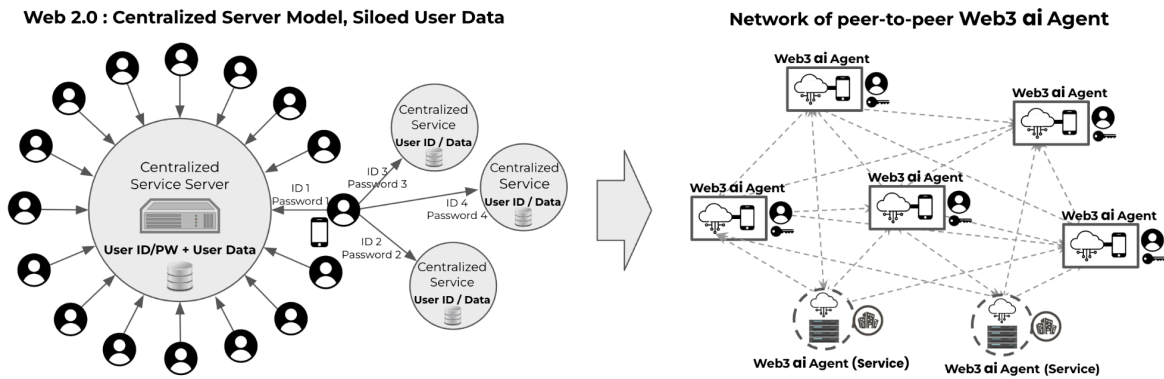 Web 2.0 : Centralized Server Model, Siloed User Data
Centralized
Service Server
User ID/PW + User Data
ID 1
Password 1
ID 3
Password 3
ID 4
Password 4
ID 2
Password 2
Centralized
Service
User ID / Data
Centralized
Service
User ID / Data
Centralized
Service
User ID / Data
Network of peer-to-peer Web3 ai Agent
Web3 ai Agent
Web3 ai Agent
Web3 ai Agent
Web3 ai Agent
Web3 ai Agent
Web3 ai Agent (Service)
Web3 ai Agent (Service)